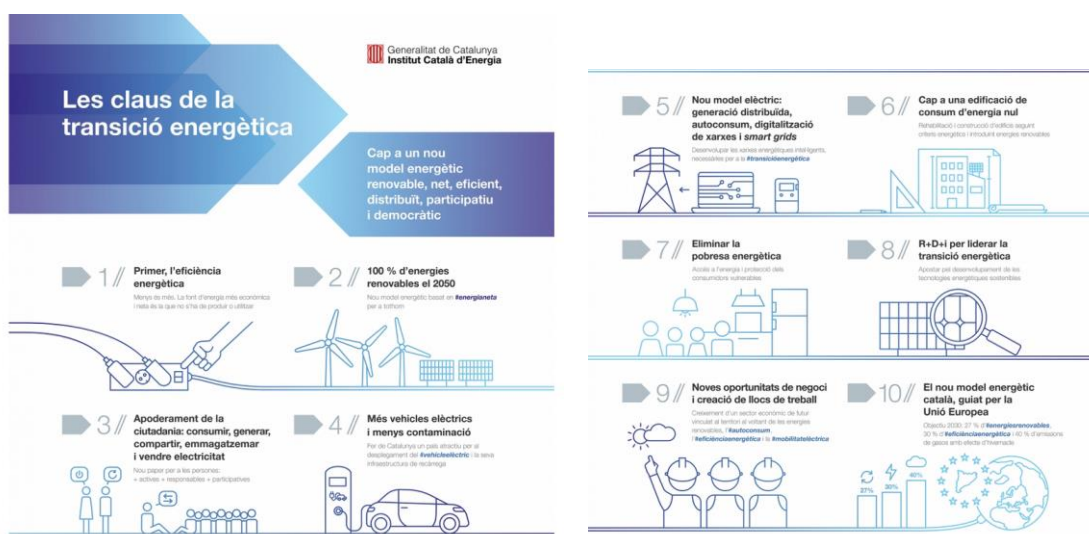 Generalitat de Catalunya
Institut Català d'Energia
Les claus de la
transició energètica
Cap a un nou
model energètic
renovable, net, eficient,
distribuït, participatiu
i democràtic
1// Primer, l'eficiència
energètica
Menys és més. La font d'energia més econòmica
i neta és la que no s'ha de produir o utilitzar
2// 100 % d'energies
renovables el 2050
Nou model energètic basat en #energianeta
per a tothom
3// Apoderament de la
ciutadania: consumir, generar,
compartir, emmagatzemar
i vendre electricitat
Nou paper per a les persones:
+ actives + responsables + participatives
4// Més vehicles elèctrics
i menys contaminació
Fer de Catalunya un país atractiu per al
desplegament del #vehicleelèctric i la seva
infraestructura de recàrrega
5// Nou model elèctric:
generació distribuïda,
autoconsum, digitalització
de xarxes i smart grids
Desenvolupar les xarxes energètiques intel·ligents,
necessàries per a la #transicióenergètica
6// Cap a una edificació de
consum d'energia nul
Rehabilitació i construcció d'edificis seguint
criteris energètics i introduint energies renovables
7// Eliminar la
pobresa energètica
Accés a l'energia i protecció dels
consumidors vulnerables
8// R+D+i per liderar la
transició energètica
Apostar pel desenvolupament de les
tecnologies energètiques sostenibles
9// Noves oportunitats de negoci
i creació de llocs de treball
Creixement d'un sector econòmic de futur
vinculat al territori al voltant de les energies
renovables, l'#autoconsum,
l'#eficiènciaenergètica i la #mobilitatelèctrica
10// El nou model energètic
català, guiat per la
Unió Europea
Objectiu 2030: 27 % d'#energiesrenovables,
30 % d'#eficiènciaenergètica i 40 % d'emissions
de gasos amb efecte d'hivernacle
27%
30%
40%